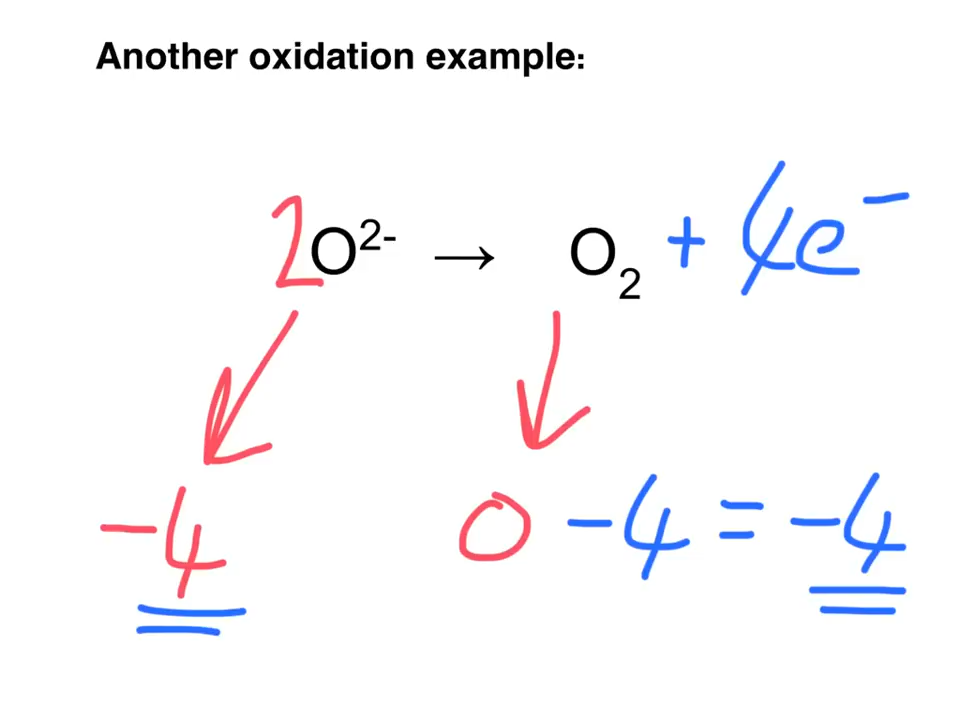 Another oxidation example:
2O²⁻ → O₂ + 4e⁻
-4 0 - 4 = -4